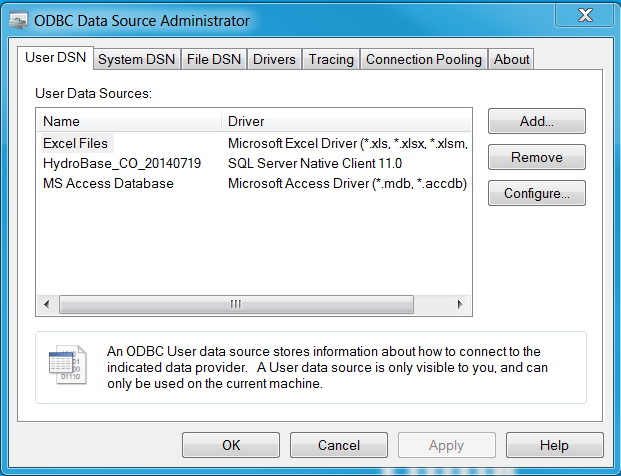 ODBC Data Source Administrator
User DSN System DSN File DSN Drivers Tracing Connection Pooling About
User Data Sources:
Name Driver
Excel Files Microsoft Excel Driver (*.xls, *.xlsx, *.xlsm,
HydroBase_CO_20140719 SQL Server Native Client 11.0
MS Access Database Microsoft Access Driver (*.mdb, *.accdb)
Add...
Remove
Configure...
An ODBC User data source stores information about how to connect to the
indicated data provider. A User data source is only visible to you, and can
only be used on the current machine.
OK Cancel Apply Help